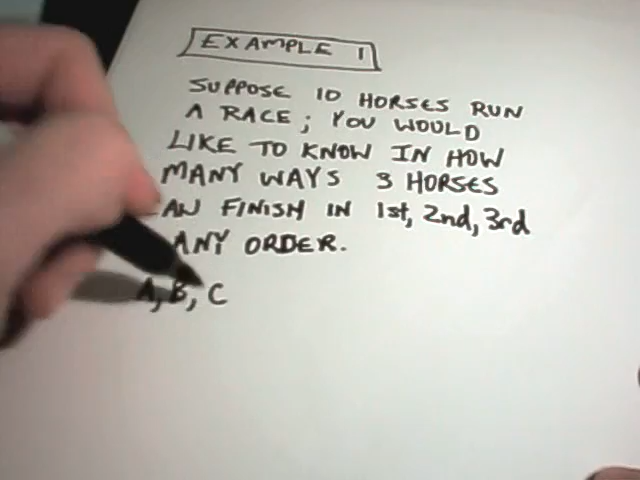 EXAMPLE 1
SUPPOSE 10 HORSES RUN
A RACE; YOU WOULD
LIKE TO KNOW IN HOW
MANY WAYS 3 HORSES
AN FINISH IN 1st, 2nd, 3rd
ANY ORDER.
A, B, C